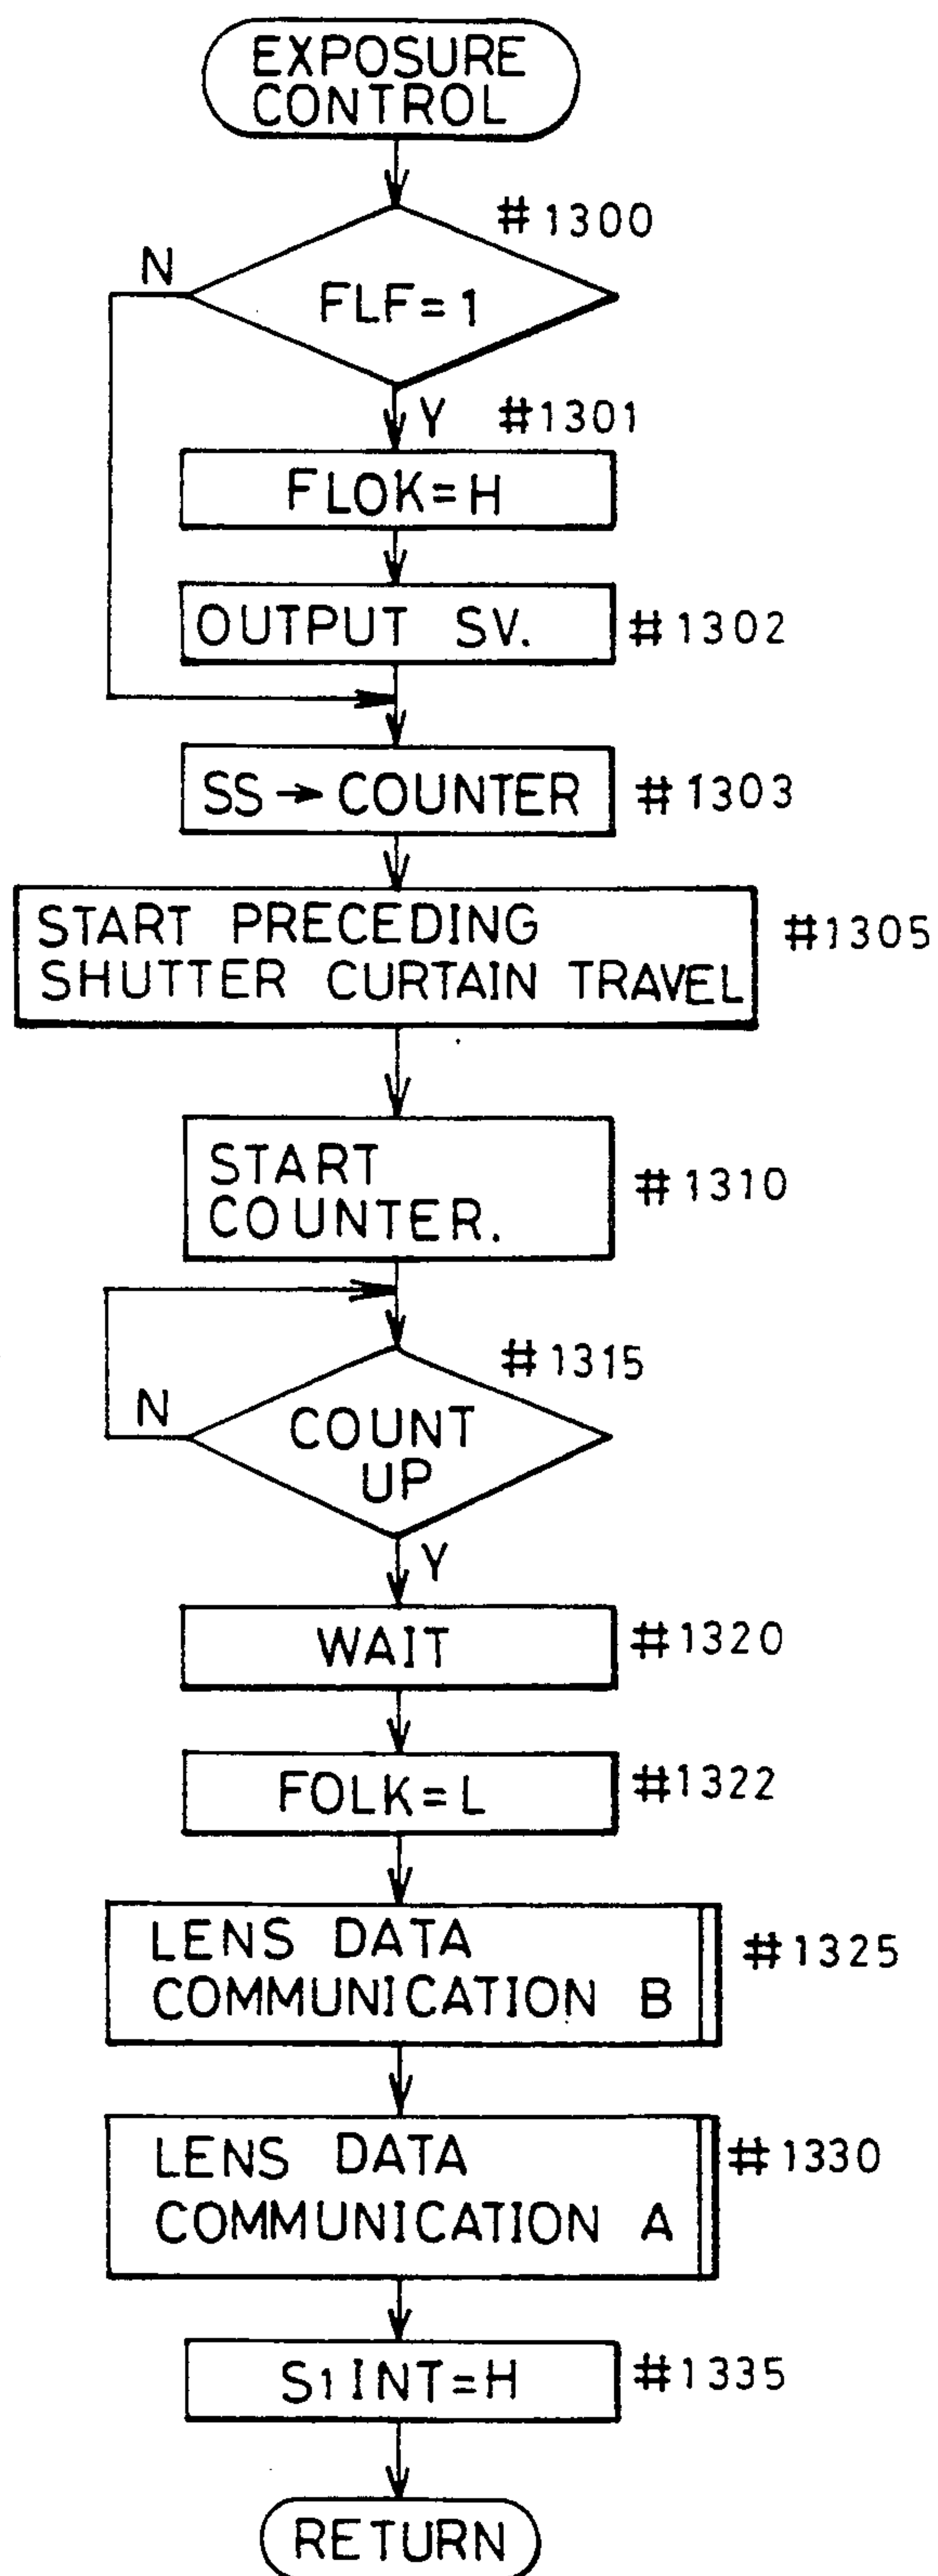 EXPOSURE
CONTROL
#1300
N
FLF=1
Y
#1301
FLOK=H
OUTPUT SV.
#1302
SS→COUNTER
#1303
START PRECEDING
SHUTTER CURTAIN TRAVEL
#1305
START
COUNTER.
#1310
#1315
N
COUNT
UP
Y
WAIT
#1320
FOLK=L
#1322
LENS DATA
COMMUNICATION B
#1325
LENS DATA
COMMUNICATION A
#1330
S1INT=H
#1335
RETURN